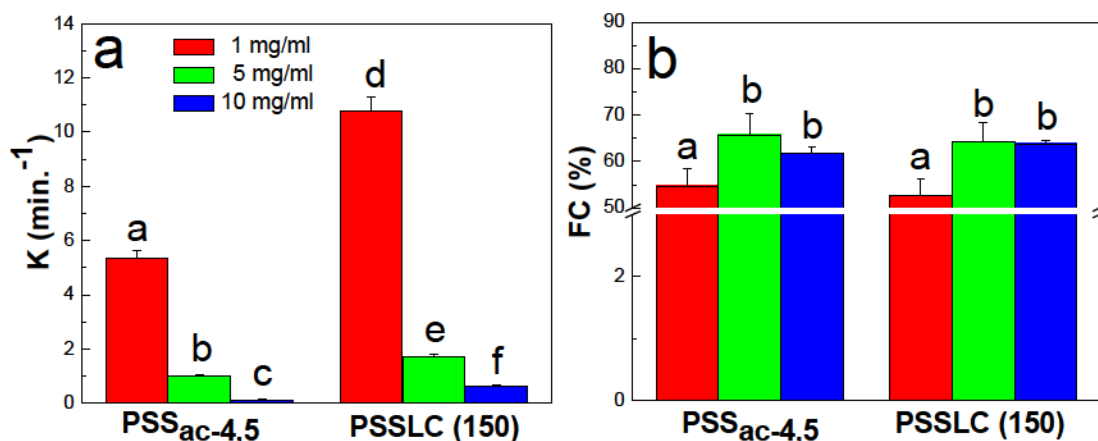 a
1 mg/ml
5 mg/ml
10 mg/ml
K (min.-1)
14
12
10
8
6
4
2
0
a
b
c
d
e
f
PSSac-4.5
PSSLC (150)
b
FC (%)
90
80
70
60
50
2
0
a
b
b
a
b
b
PSSac-4.5
PSSLC (150)